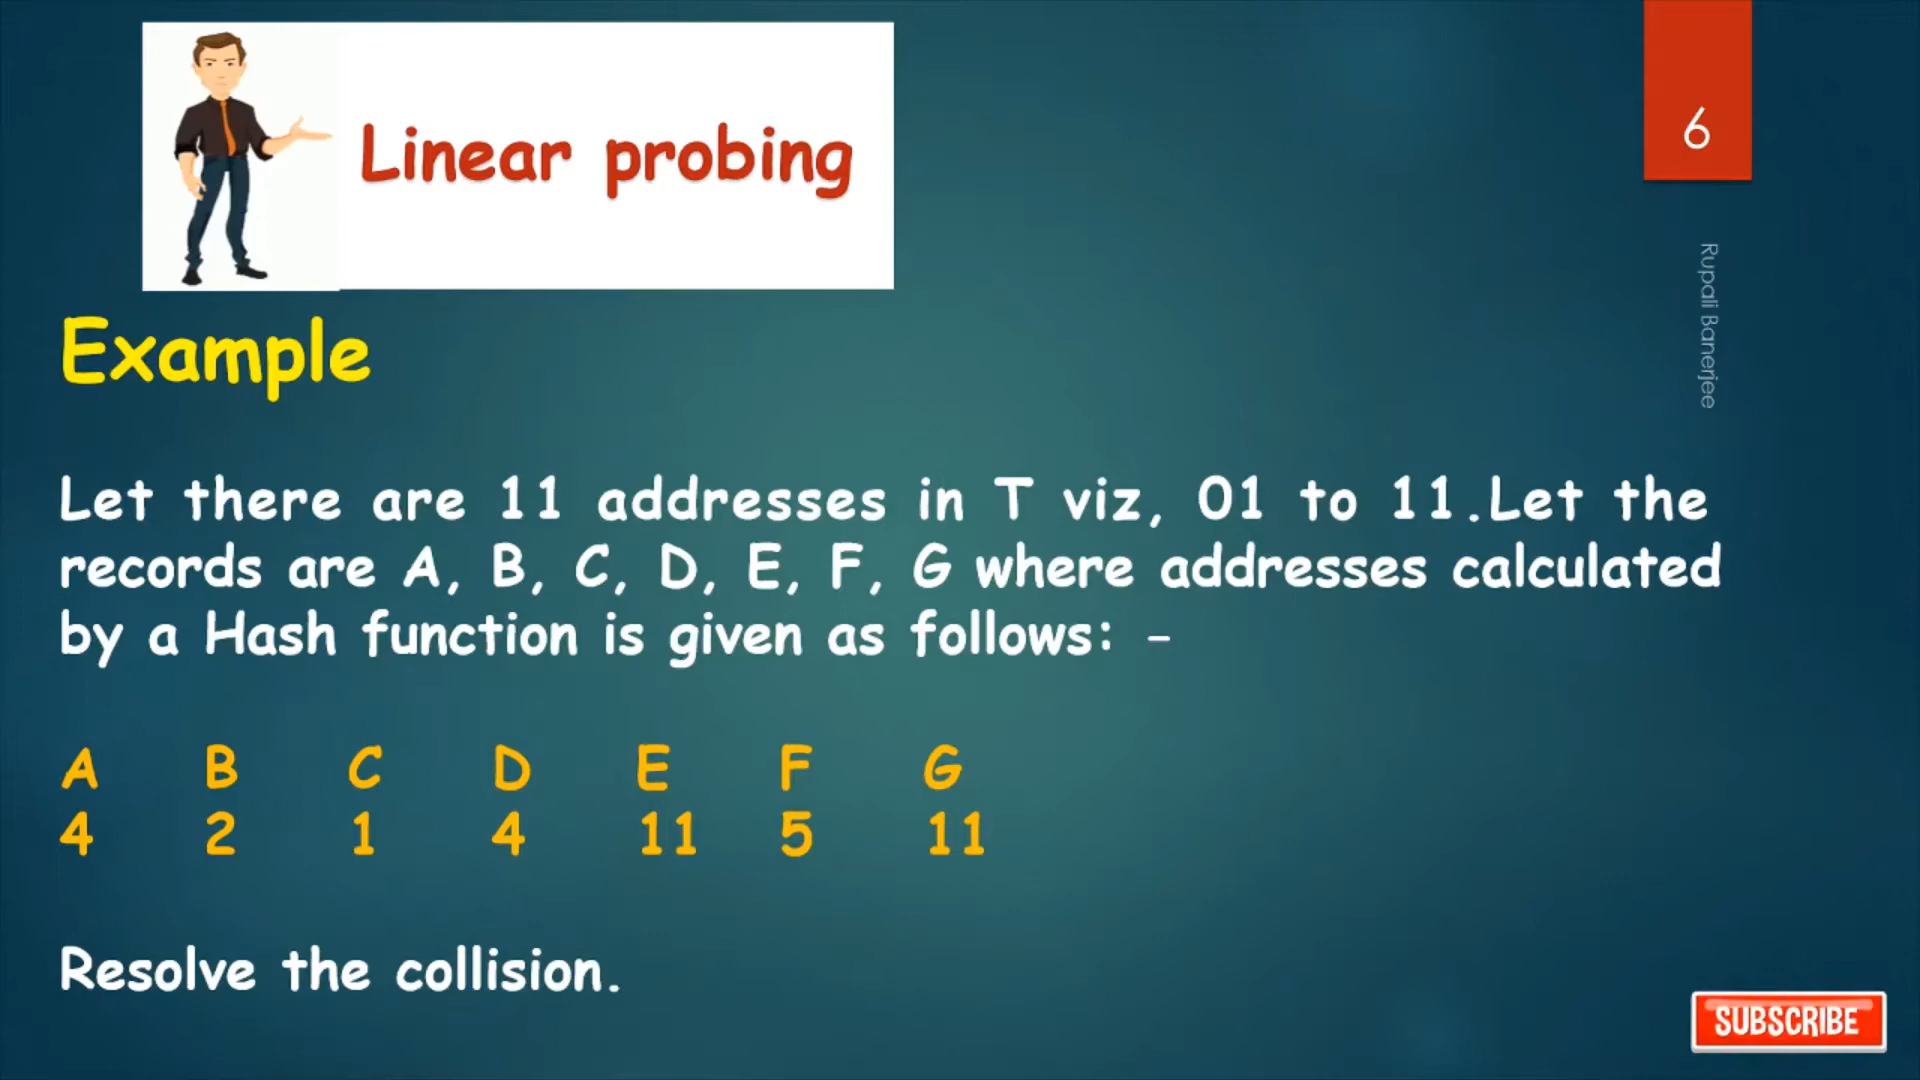 Linear probing
6
Rupali Banerjee
Example
Let there are 11 addresses in T viz, 01 to 11.Let the
records are A, B, C, D, E, F, G where addresses calculated
by a Hash function is given as follows: -
A B C D E F G
4 2 1 4 11 5 11
Resolve the collision.
SUBSCRIBE